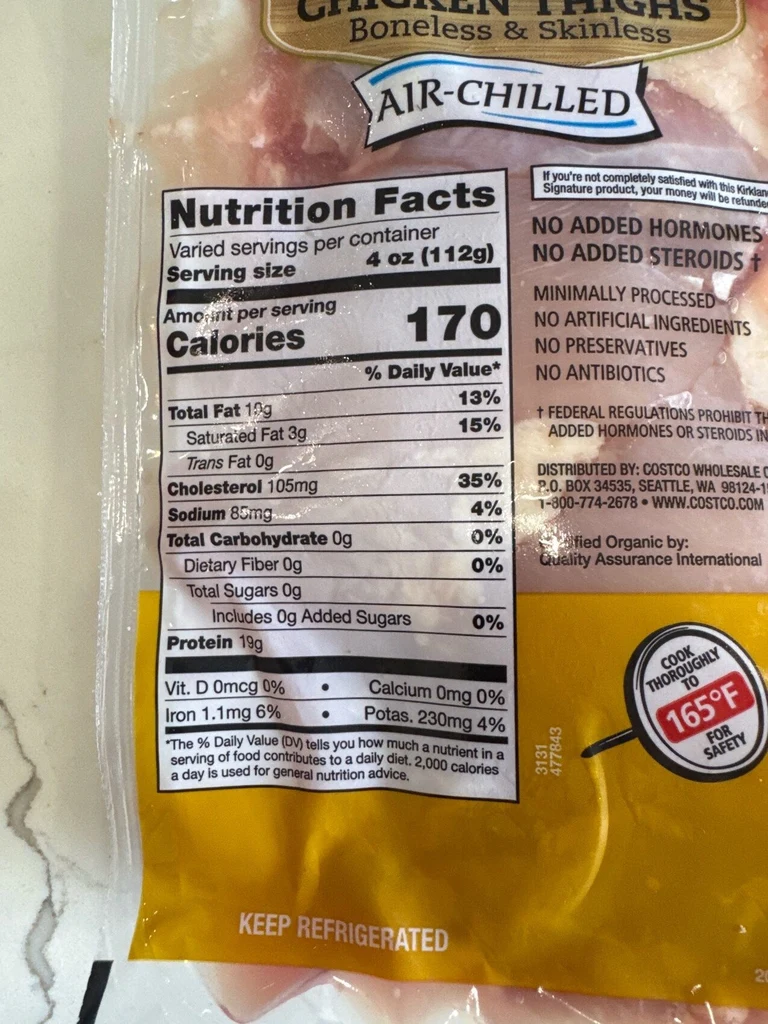 CHICKEN THIGHS
Boneless & Skinless
AIR-CHILLED
If you're not completely satisfied with this
Signature product, your money will be
Nutrition Facts
Varied servings per container
Serving size 4 oz (112g)
Amount per serving
Calories 170
% Daily Value*
Total Fat 10g 13%
Saturated Fat 3g 15%
Trans Fat 0g
Cholesterol 105mg 35%
Sodium 85mg 4%
Total Carbohydrate 0g 0%
Dietary Fiber 0g 0%
Total Sugars 0g
Includes 0g Added Sugars 0%
Protein 19g
Vit. D 0mcg 0% • Calcium 0mg 0%
Iron 1.1mg 6% • Potas. 230mg 4%
*The % Daily Value (DV) tells you how much a nutrient in a
serving of food contributes to a daily diet. 2,000 calories
a day is used for general nutrition advice.
NO ADDED HORMONES
NO ADDED STEROIDS †
MINIMALLY PROCESSED
NO ARTIFICIAL INGREDIENTS
NO PRESERVATIVES
NO ANTIBIOTICS
† FEDERAL REGULATIONS PROHIBIT
ADDED HORMONES OR STEROIDS IN
DISTRIBUTED BY: COSTCO WHOLESALE
P.O. BOX 34535, SEATTLE, WA 98124-1
1-800-774-2678 • WWW.COSTCO.COM
Organic by:
Quality Assurance International
COOK
THOROUGHLY
TO
165°F
FOR
SAFETY
3131
477843
KEEP REFRIGERATED